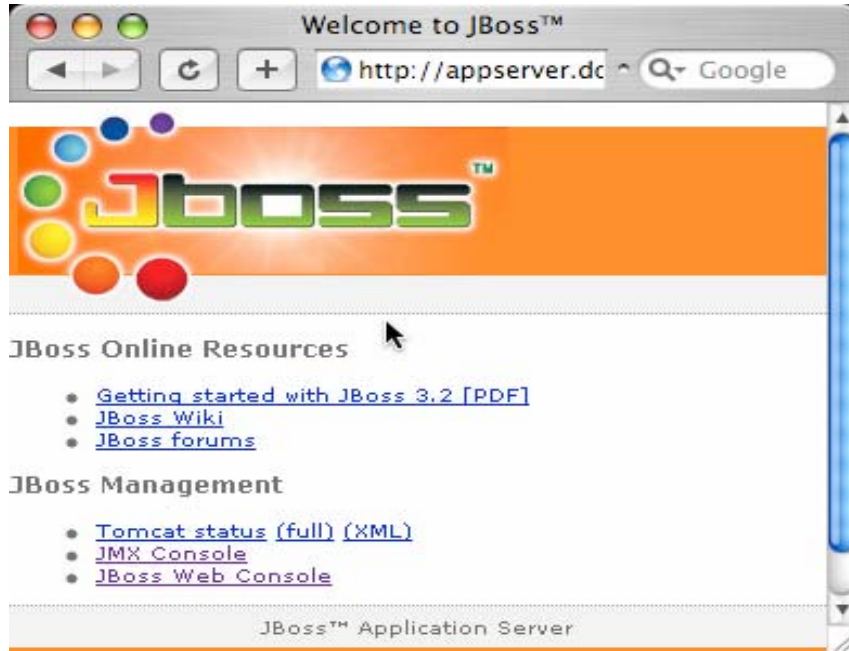 Welcome to JBoss™
http://appserver.dc
Google
Jboss™
JBoss Online Resources
Getting started with JBoss 3.2 [PDF]
JBoss Wiki
JBoss forums
JBoss Management
Tomcat status (full) (XML)
JMX Console
JBoss Web Console
JBoss™ Application Server